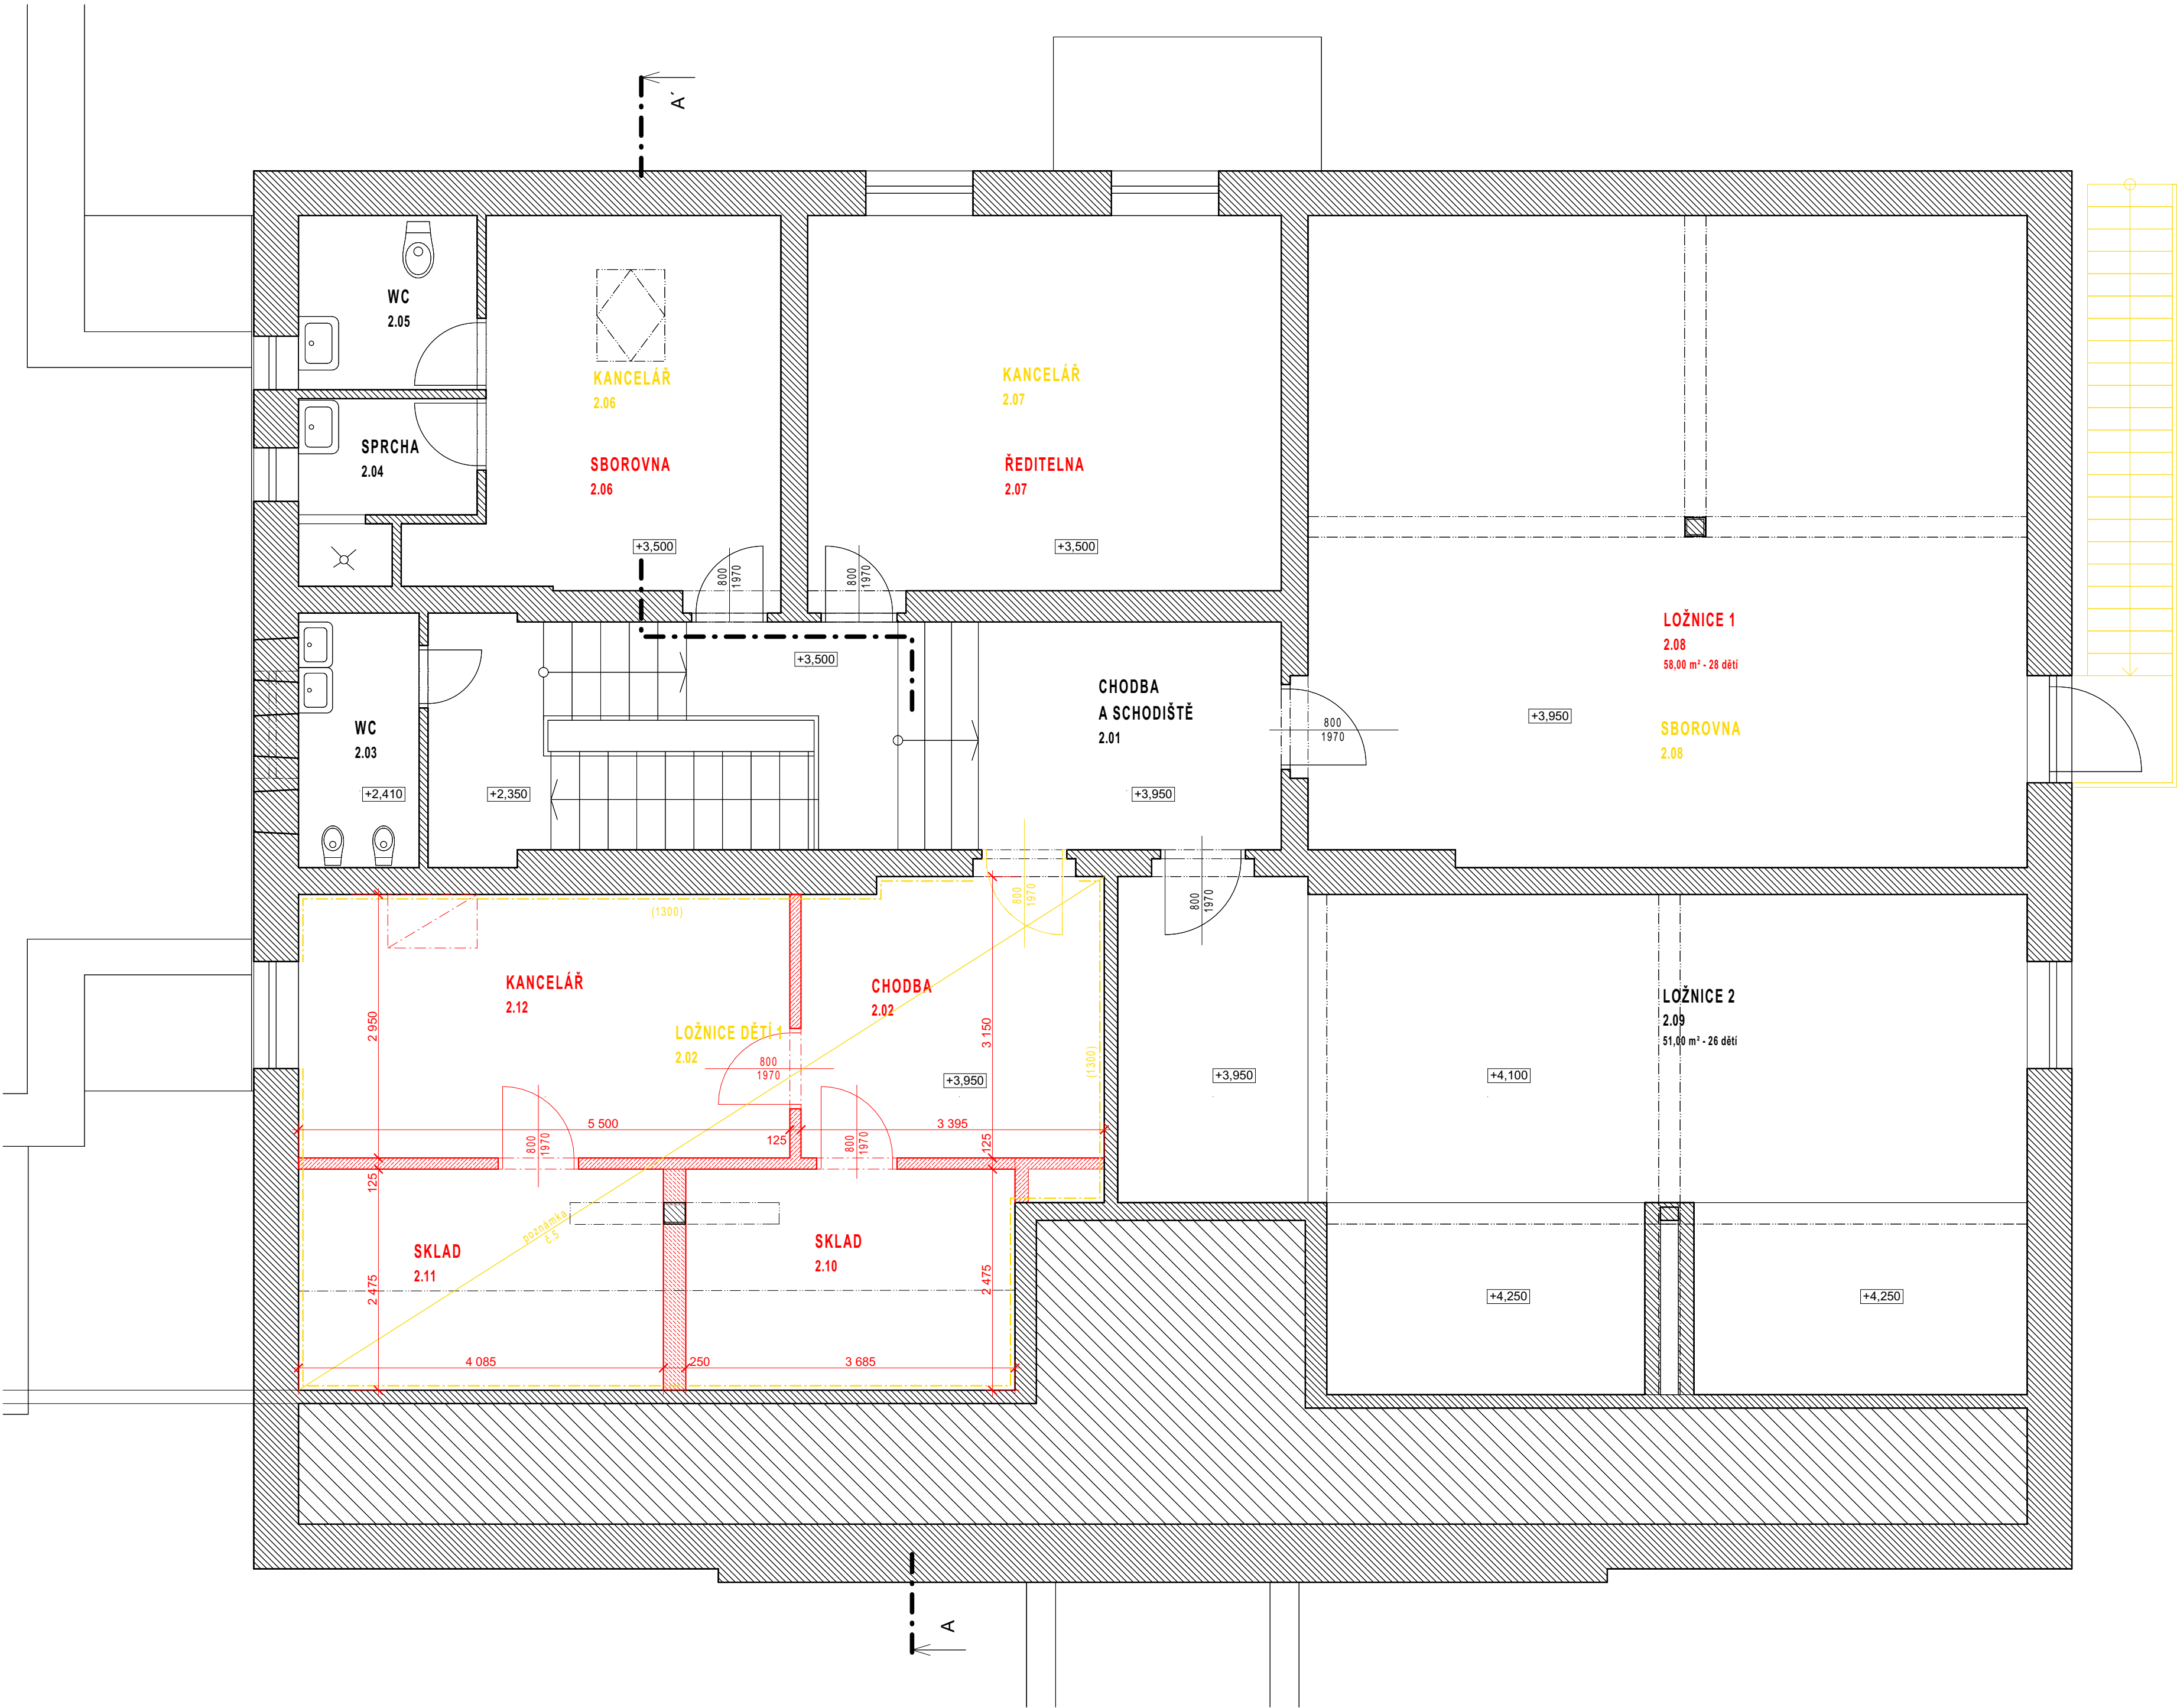 A´
WC
2.05
KANCELÁŘ
2.06
KANCELÁŘ
2.07
SPRCHA
2.04
SBOROVNA
2.06
ŘEDITELNA
2.07
+3,500
+3,500
800
1970
800
1970
LOŽNICE 1
2.08
58,00 m² - 28 dětí
+3,500
CHODBA
A SCHODIŠTĚ
2.01
+3,950
800
1970
SBOROVNA
2.08
WC
2.03
+2,410
+2,350
+3,950
800
1970
800
1970
(1300)
KANCELÁŘ
2.12
CHODBA
2.02
LOŽNICE 2
2.09
51,00 m² - 26 dětí
2 950
LOŽNICE DĚTÍ 1
2.02
3 150
(1300)
800
1970
+3,950
+3,950
+4,100
5 500
125
3 395
125
800
1970
800
1970
125
poznámka
č.5
SKLAD
2.11
SKLAD
2.10
2 475
2 475
+4,250
+4,250
4 085
250
3 685
A